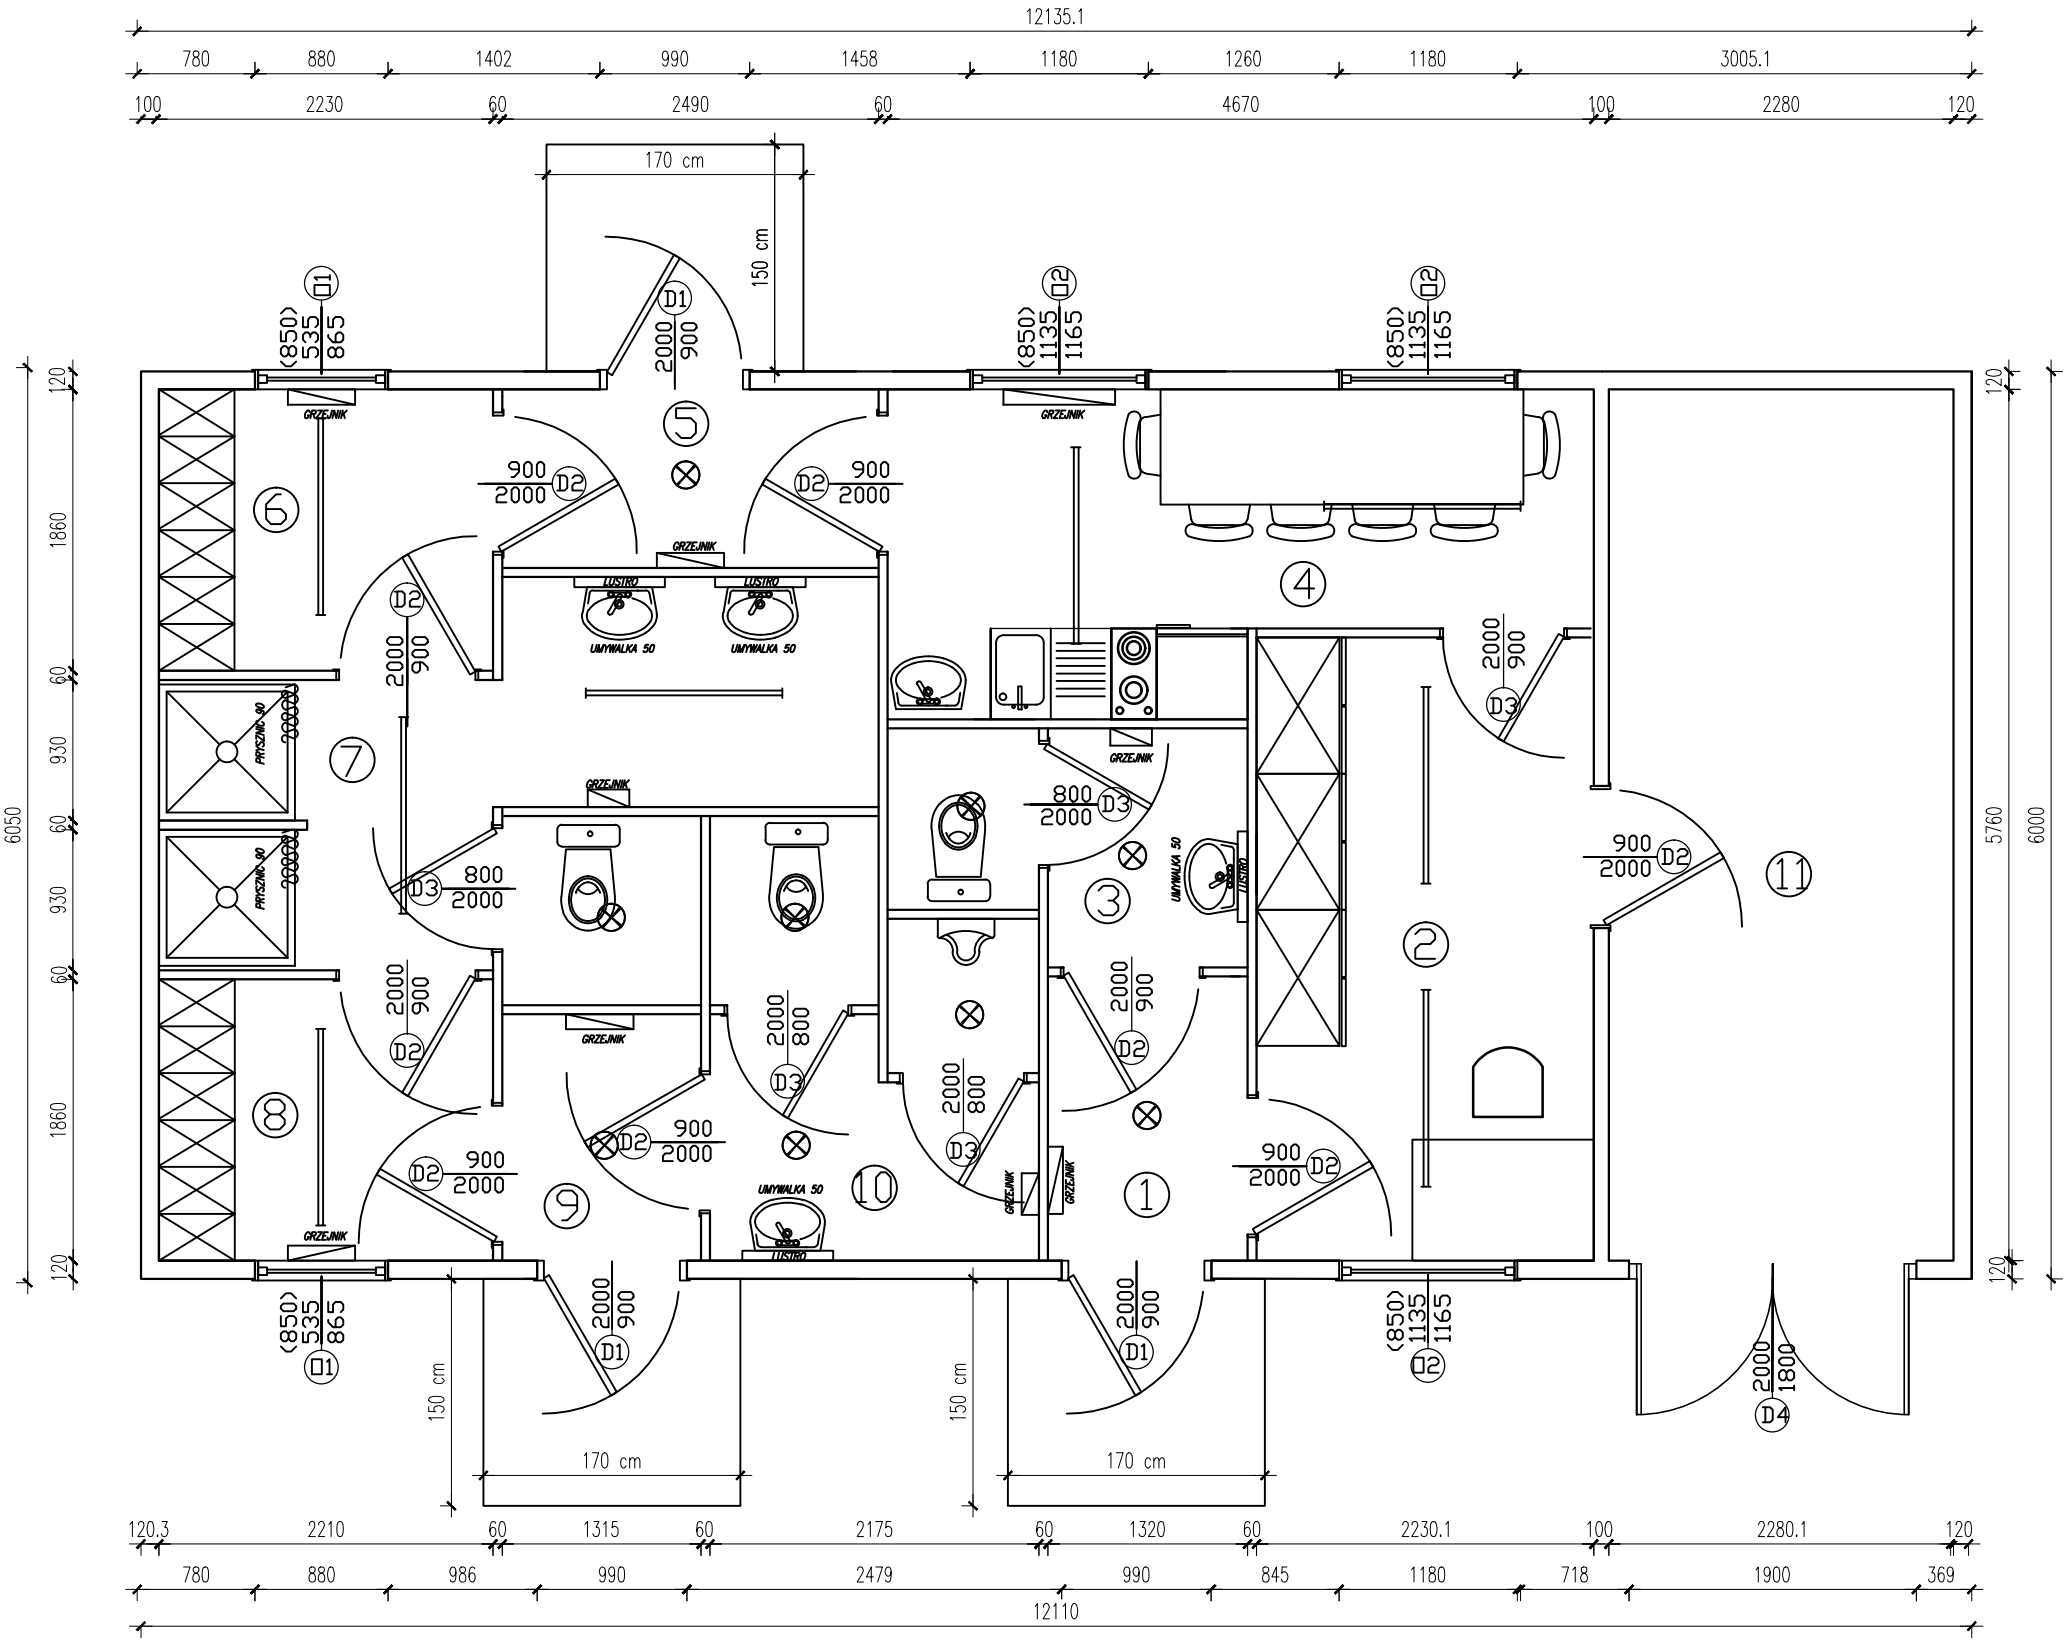 12135.1
780 880 1402 990 1458 1180 1260 1180 3005.1
100 2230 60 2490 60 4670 100 2280 120
170 cm
150 cm
O1
(850)
535
865
D1
2000
900
O2
(850)
1135
1165
O2
(850)
1135
1165
120
1860
60
930
60
930
60
1860
120
6050
120
5760
120
6000
GRZEJNIK
5
GRZEJNIK
6
900
D2
2000
D2
900
2000
GRZEJNIK
LUSTRO
LUSTRO
UMYWALKA 50
UMYWALKA 50
4
D2
2000
900
2000
900
D3
PRYSZNIC 90
7
GRZEJNIK
GRZEJNIK
800
D3
2000
900
D2
2000
11
PRYSZNIC 90
D3
800
2000
UMYWALKA 50
LUSTRO
3
2
2000
900
D2
2000
800
D3
2000
900
D2
GRZEJNIK
2000
800
D3
8
D2
900
2000
D2
900
2000
900
D2
2000
9
UMYWALKA 50
LUSTRO
10
GRZEJNIK
GRZEJNIK
1
GRZEJNIK
(850)
535
865
O1
2000
900
D1
2000
900
D1
(850)
1135
1165
O2
2000
1800
D4
150 cm
150 cm
170 cm
170 cm
120.3 2210 60 1315 60 2175 60 1320 60 2230.1 100 2280.1 120
780 880 986 990 2479 990 845 1180 718 1900 369
12110